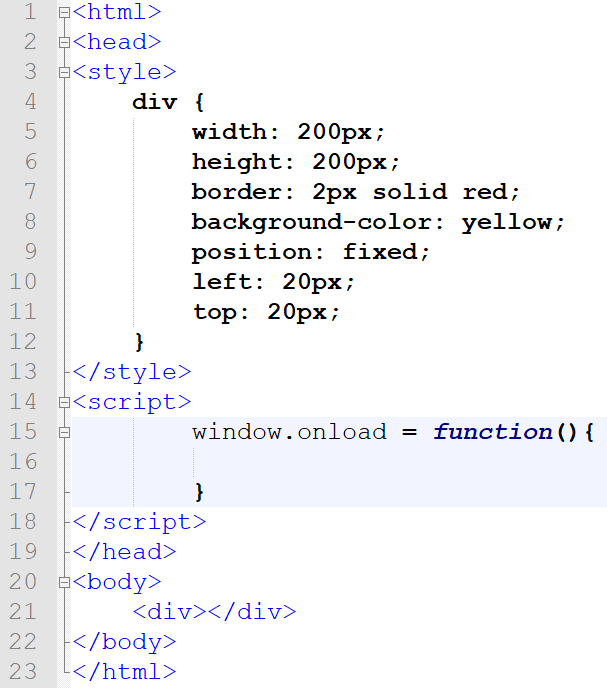 1 <html>
2 <head>
3 <style>
4 div {
5 width: 200px;
6 height: 200px;
7 border: 2px solid red;
8 background-color: yellow;
9 position: fixed;
10 left: 20px;
11 top: 20px;
12 }
13 </style>
14 <script>
15 window.onload = function(){
16
17 }
18 </script>
19 </head>
20 <body>
21 <div></div>
22 </body>
23 </html>